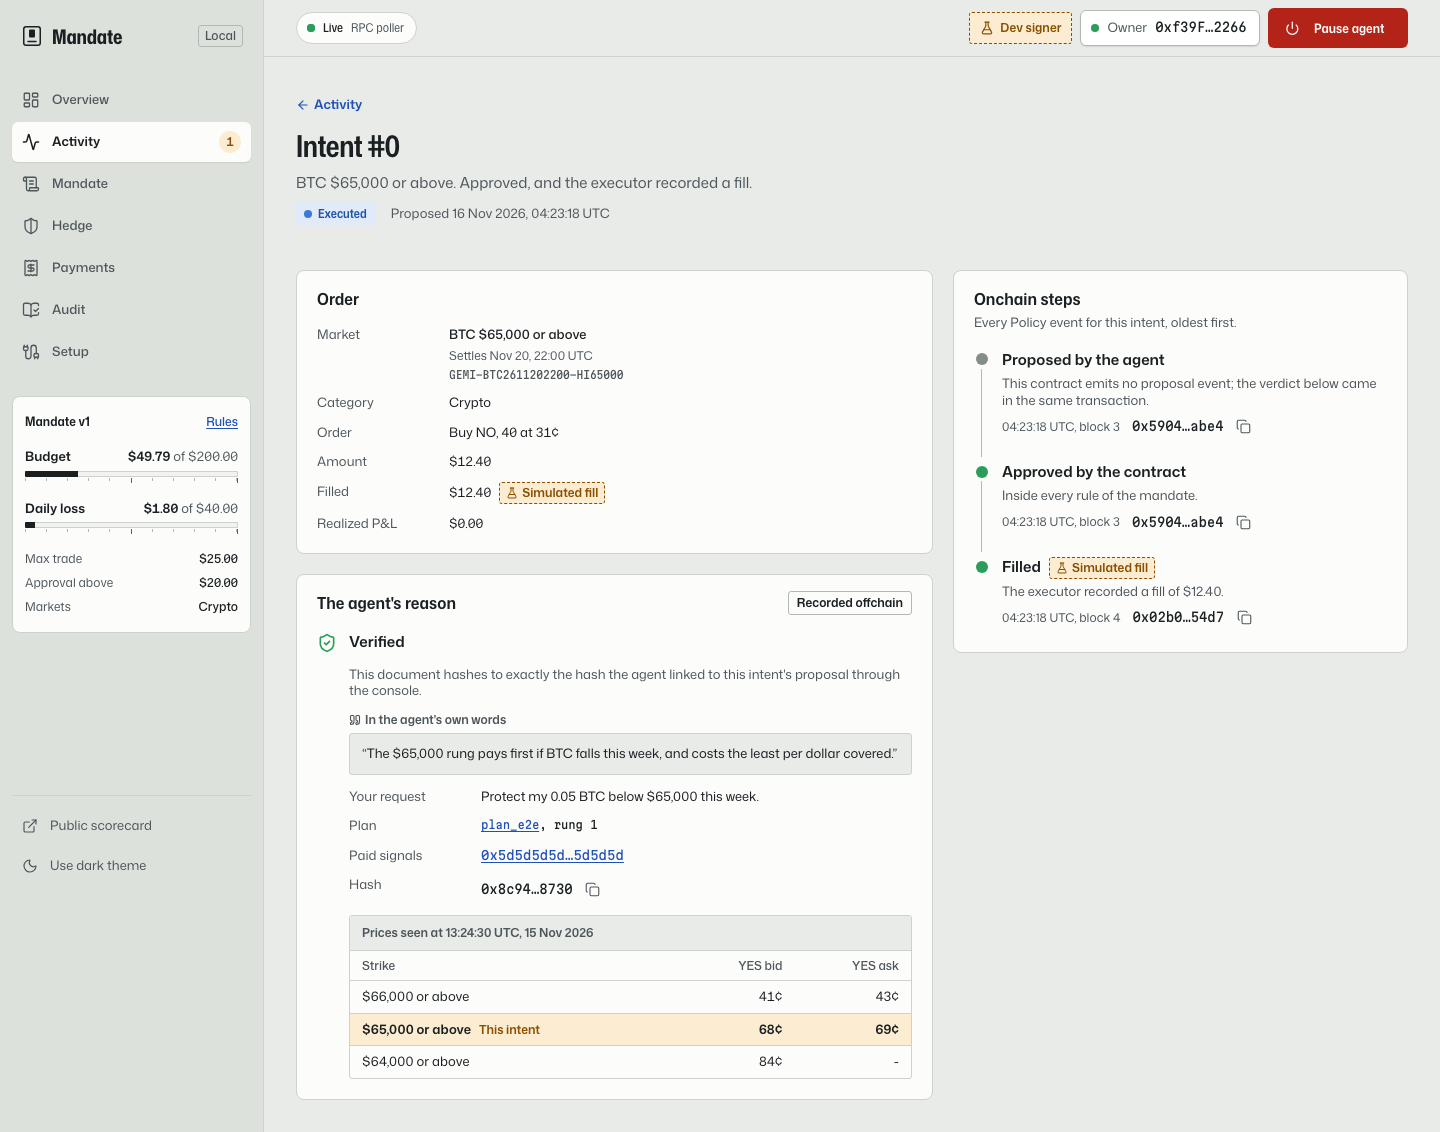 Mandate
Local
Overview
Activity
1
Mandate
Hedge
Payments
Audit
Setup
Mandate v1
Rules
Budget
$49.79 of $200.00
Daily loss
$1.80 of $40.00
Max trade
$25.00
Approval above
$20.00
Markets
Crypto
Public scorecard
Use dark theme
Live RPC poller
Dev signer
Owner 0xf39F…2266
Pause agent
Activity
Intent #0
BTC $65,000 or above. Approved, and the executor recorded a fill.
Executed
Proposed 16 Nov 2026, 04:23:18 UTC
Order
Market
BTC $65,000 or above
Settles Nov 20, 22:00 UTC
GEMI-BTC2611202200-HI65000
Category
Crypto
Order
Buy NO, 40 at 31¢
Amount
$12.40
Filled
$12.40
Simulated fill
Realized P&L
$0.00
The agent's reason
Recorded offchain
Verified
This document hashes to exactly the hash the agent linked to this intent's proposal through
the console.
In the agent's own words
“The $65,000 rung pays first if BTC falls this week, and costs the least per dollar covered.”
Your request
Protect my 0.05 BTC below $65,000 this week.
Plan
plan_e2e, rung 1
Paid signals
0x5d5d5d5d…5d5d5d
Hash
0x8c94…8730
Prices seen at 13:24:30 UTC, 15 Nov 2026
Strike
YES bid
YES ask
$66,000 or above
41¢
43¢
$65,000 or above
This intent
68¢
69¢
$64,000 or above
84¢
-
Onchain steps
Every Policy event for this intent, oldest first.
Proposed by the agent
This contract emits no proposal event; the verdict below came
in the same transaction.
04:23:18 UTC, block 3
0x5904…abe4
Approved by the contract
Inside every rule of the mandate.
04:23:18 UTC, block 3
0x5904…abe4
Filled
Simulated fill
The executor recorded a fill of $12.40.
04:23:18 UTC, block 4
0x02b0…54d7